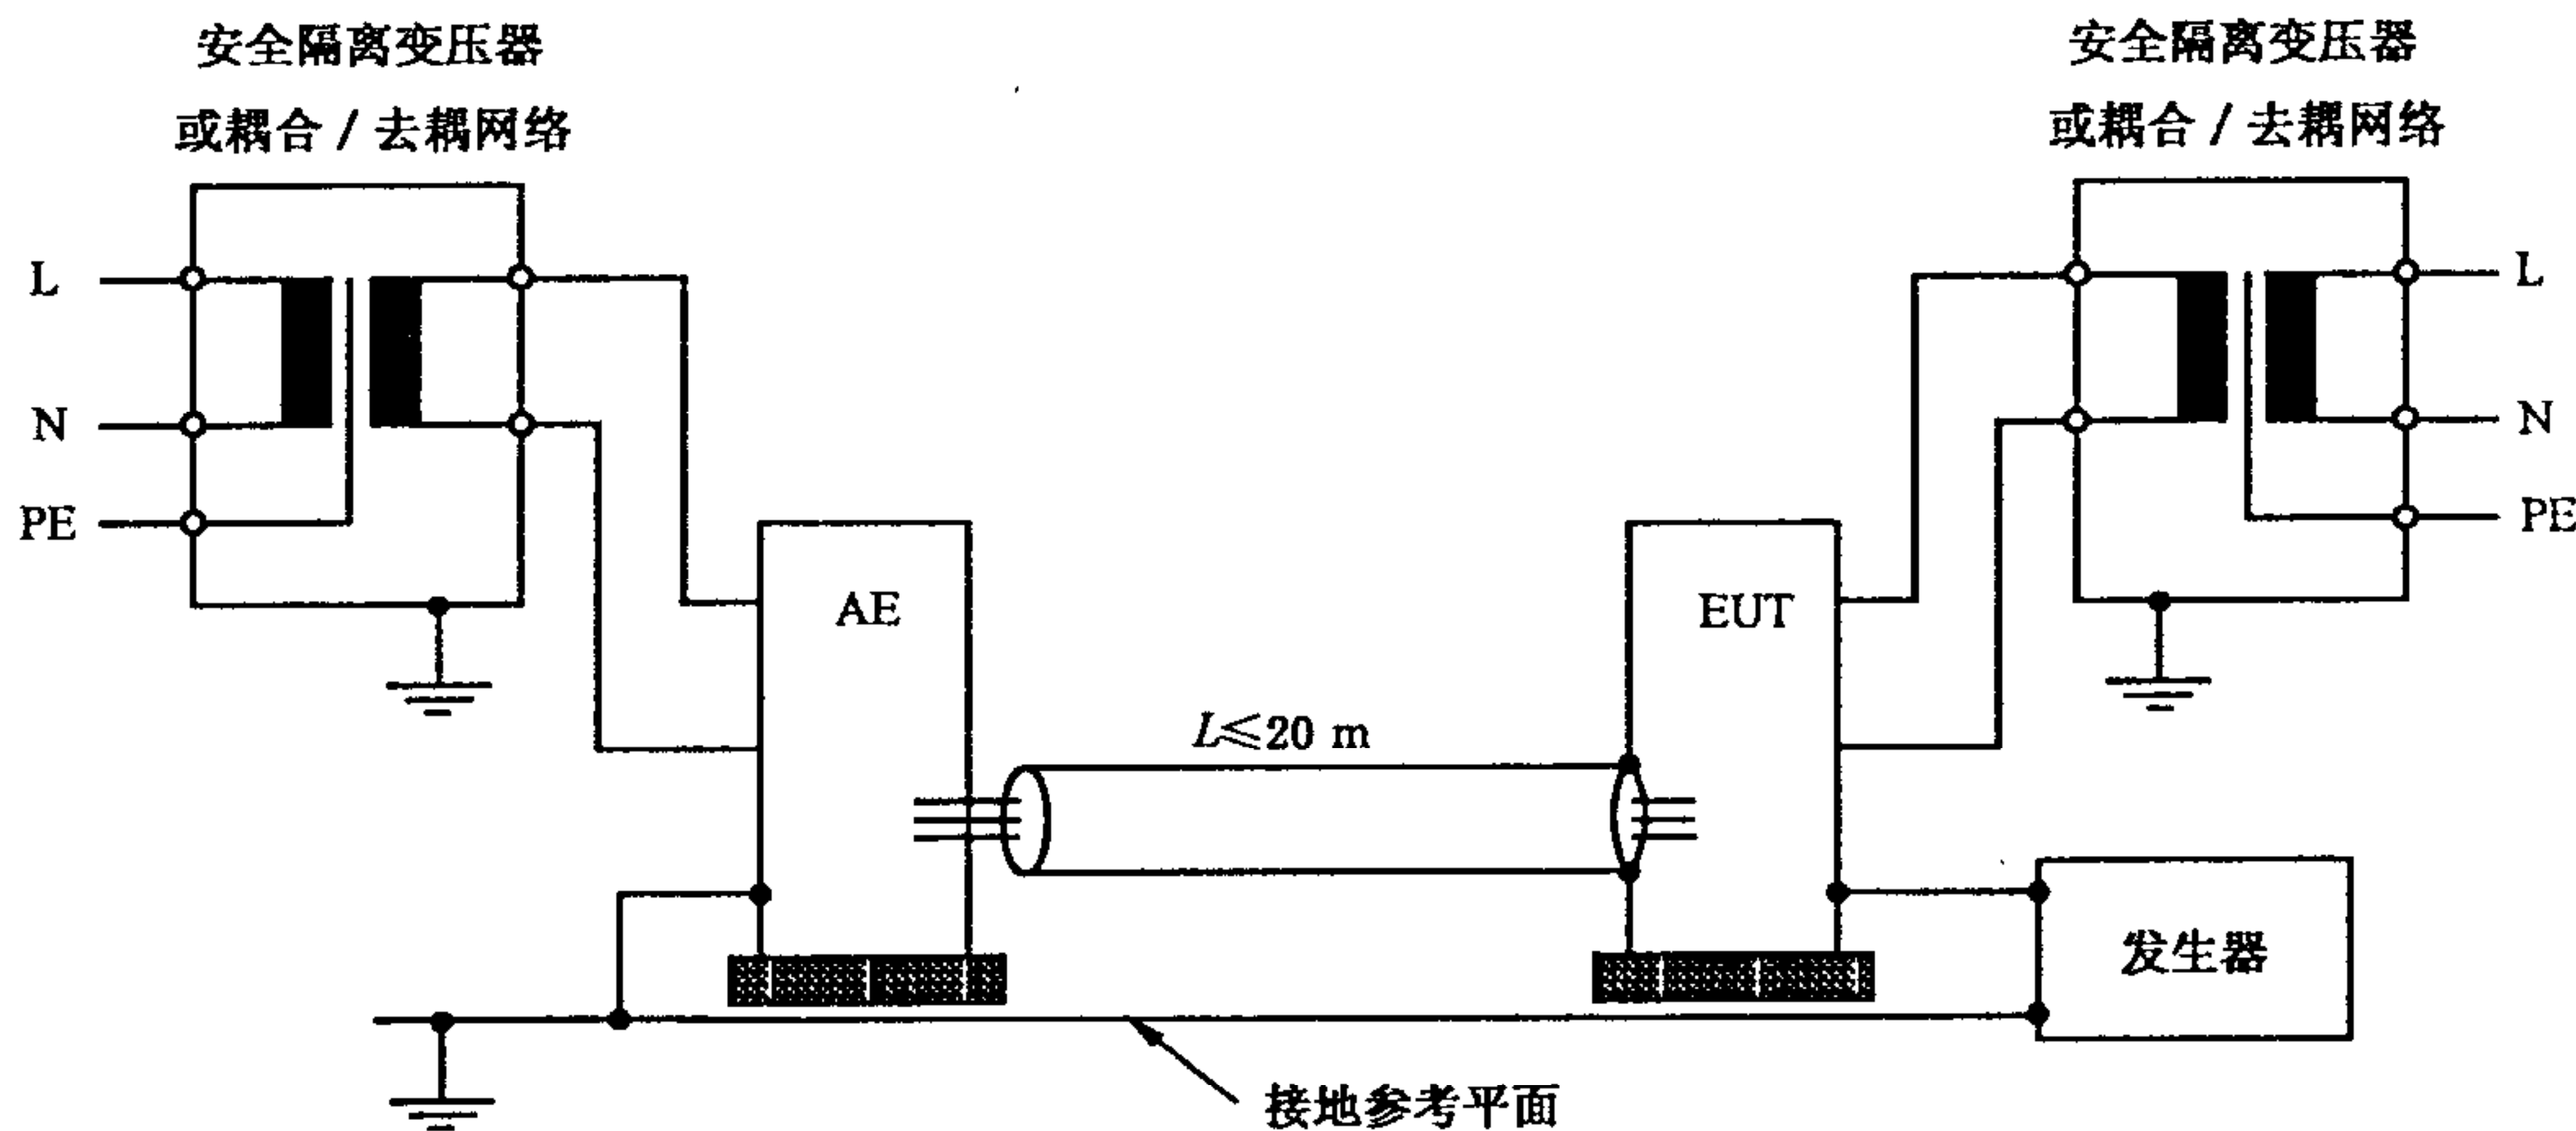 安全隔离变压器
或耦合/去耦网络
安全隔离变压器
或耦合/去耦网络
L
N
PE
L
N
PE
AE
EUT
L≤20 m
发生器
接地参考平面